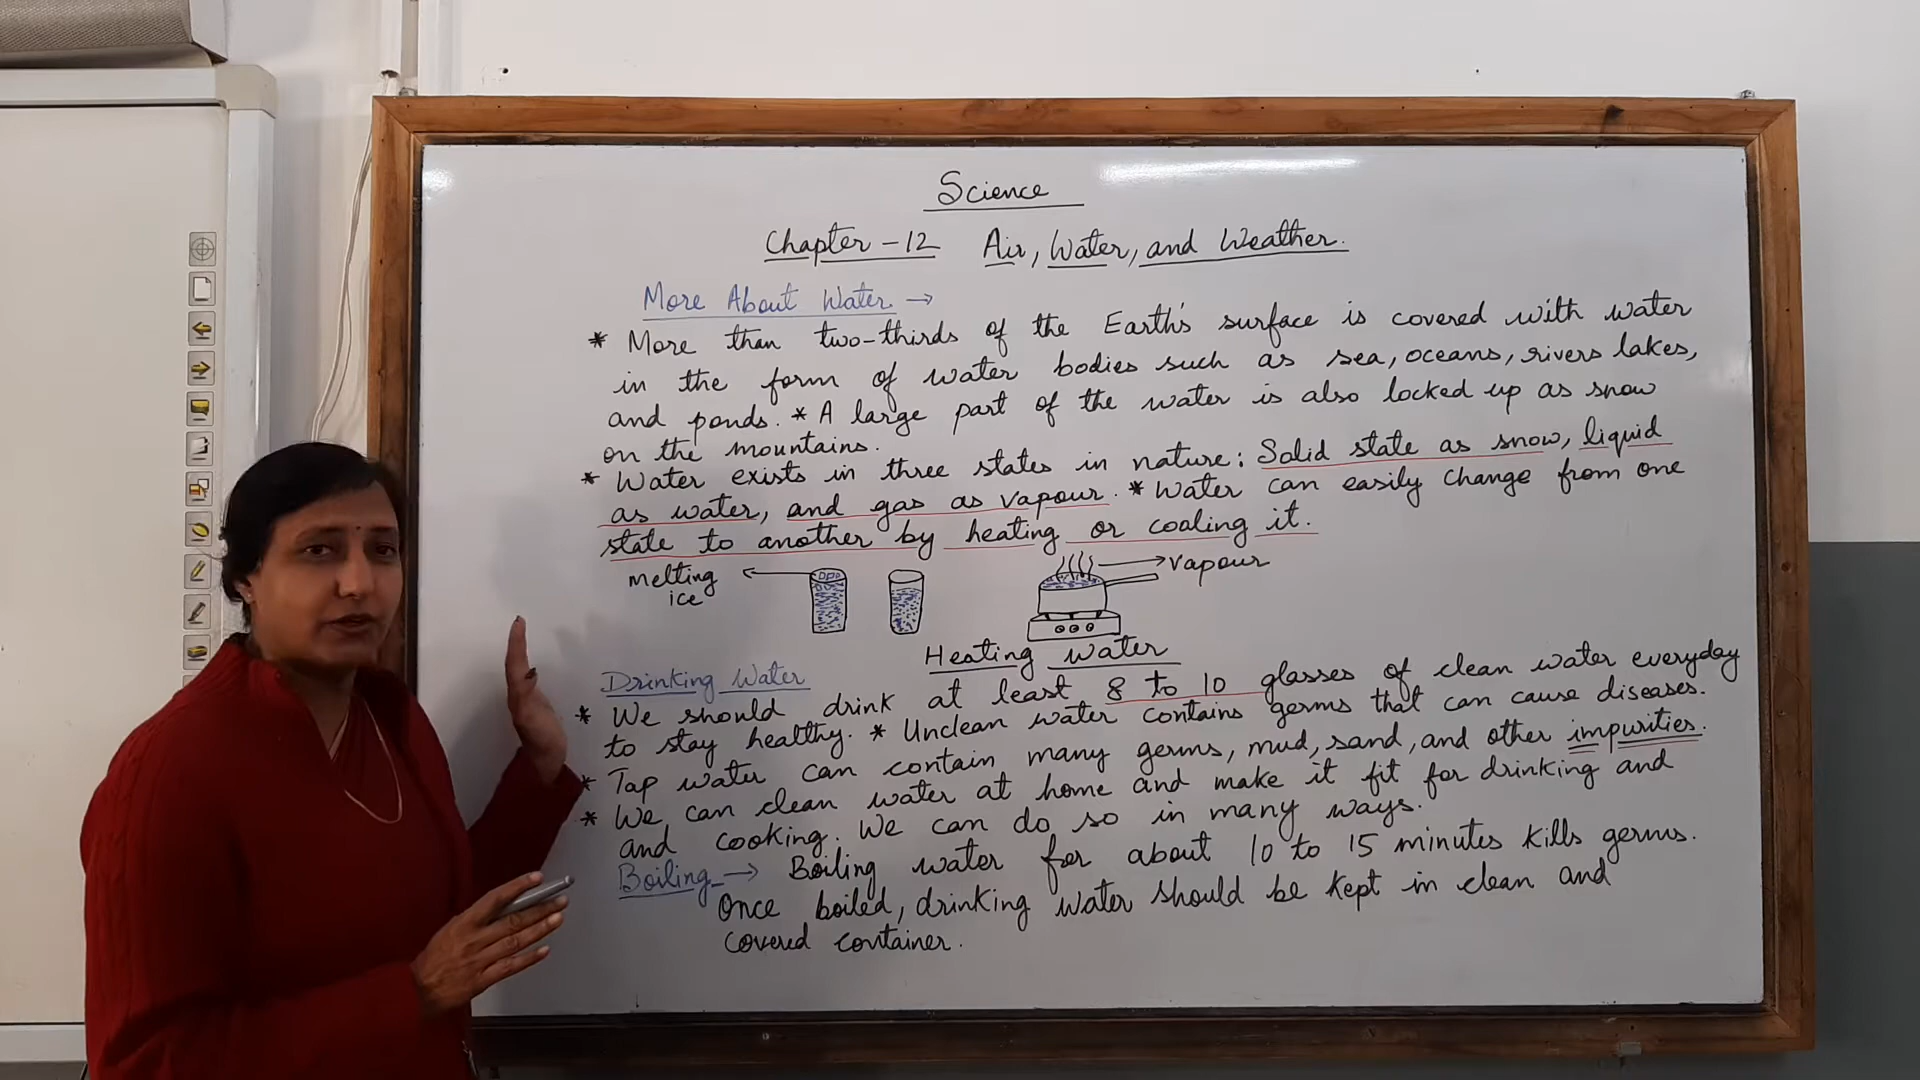 Science
Chapter - 12 Air, Water, and Weather.
More About Water →
* More than two-thirds of the Earth's surface is covered with water
in the form of water bodies such as sea, oceans, rivers lakes,
and ponds. * A large part of the water is also locked up as snow
on the mountains.
* Water exists in three states in nature: Solid state as snow, liquid
as water, and gas as vapour. * Water can easily change from one
state to another by heating or coaling it.
melting
ice
vapour
Heating water
Drinking Water
* We should drink at least 8 to 10 glasses of clean water everyday
to stay healthy. * Unclean water contains germs that can cause diseases.
* Tap water can contain many germs, mud, sand, and other impurities.
* We can clean water at home and make it fit for drinking and
and cooking. We can do so in many ways.
Boiling → Boiling water for about 10 to 15 minutes kills germs.
Once boiled, drinking water should be kept in clean and
covered container.